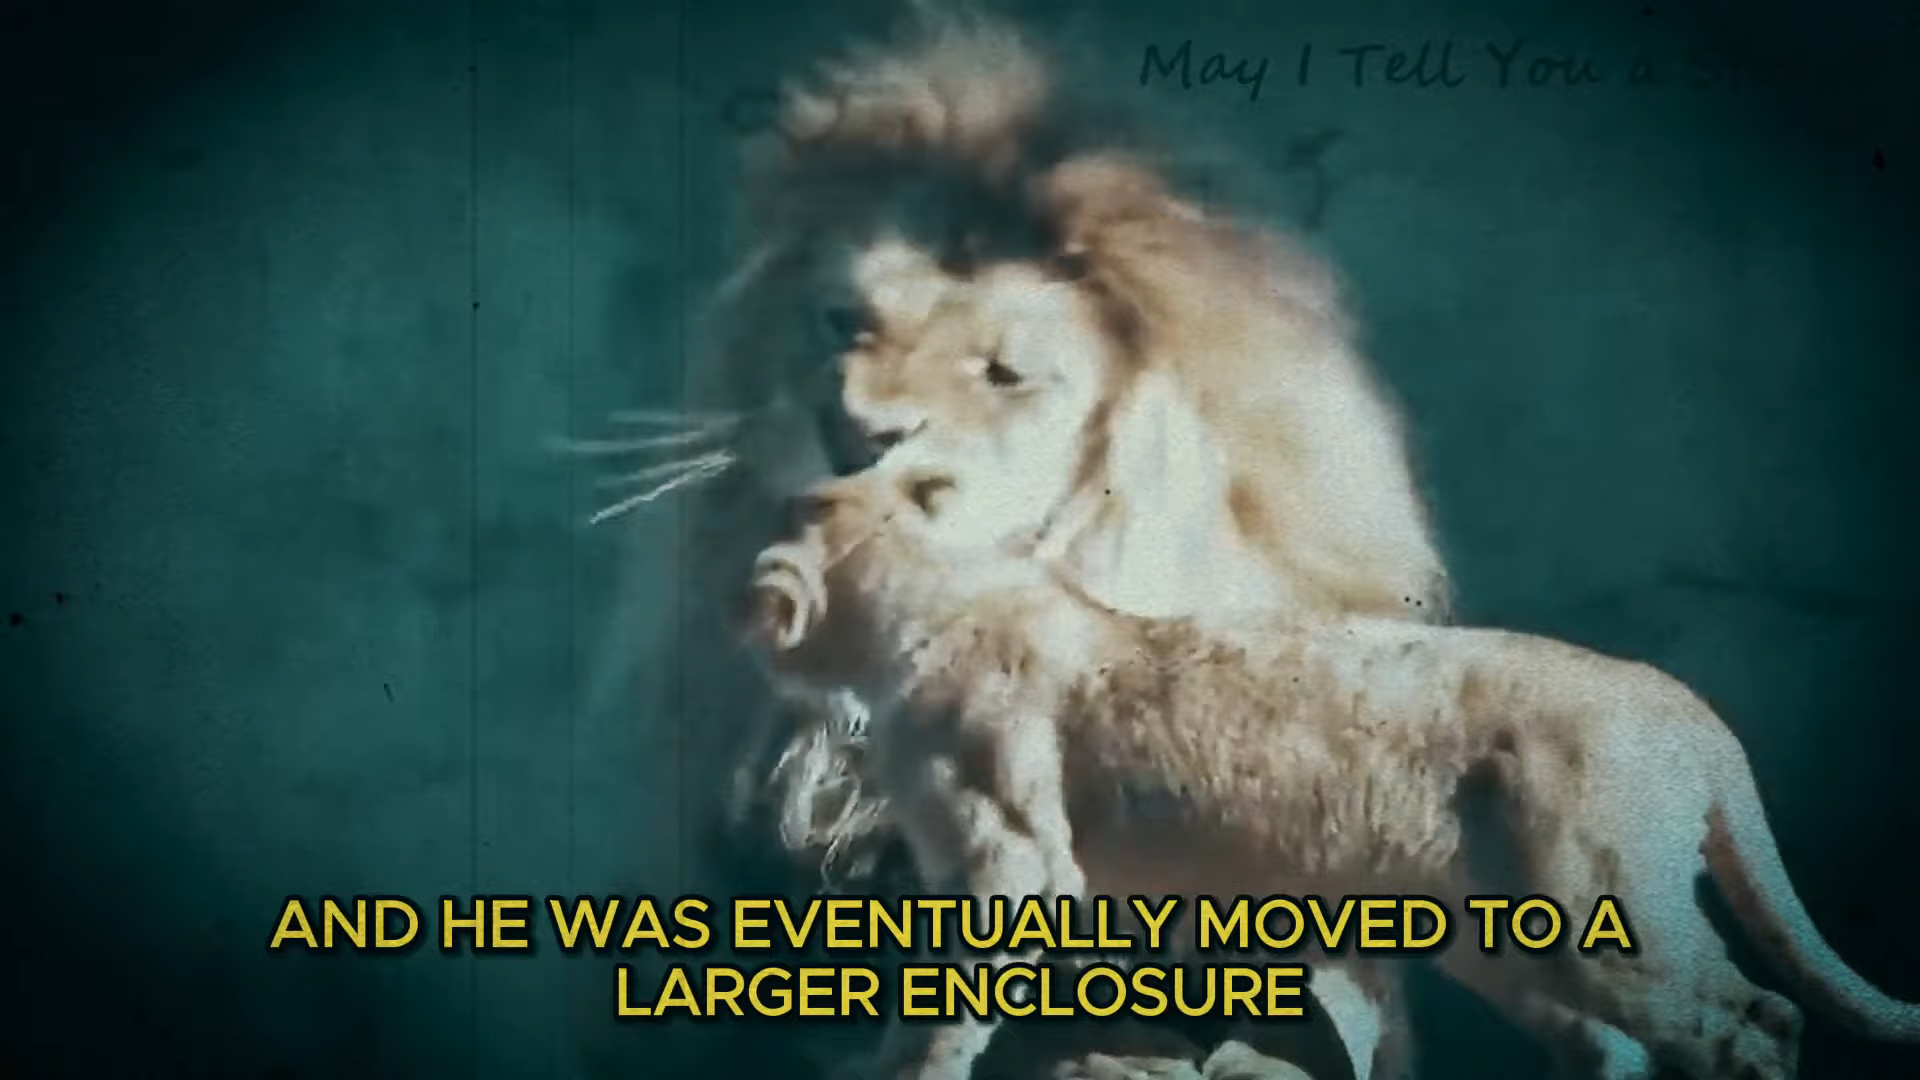 May I Tell You a
AND HE WAS EVENTUALLY MOVED TO A
LARGER ENCLOSURE